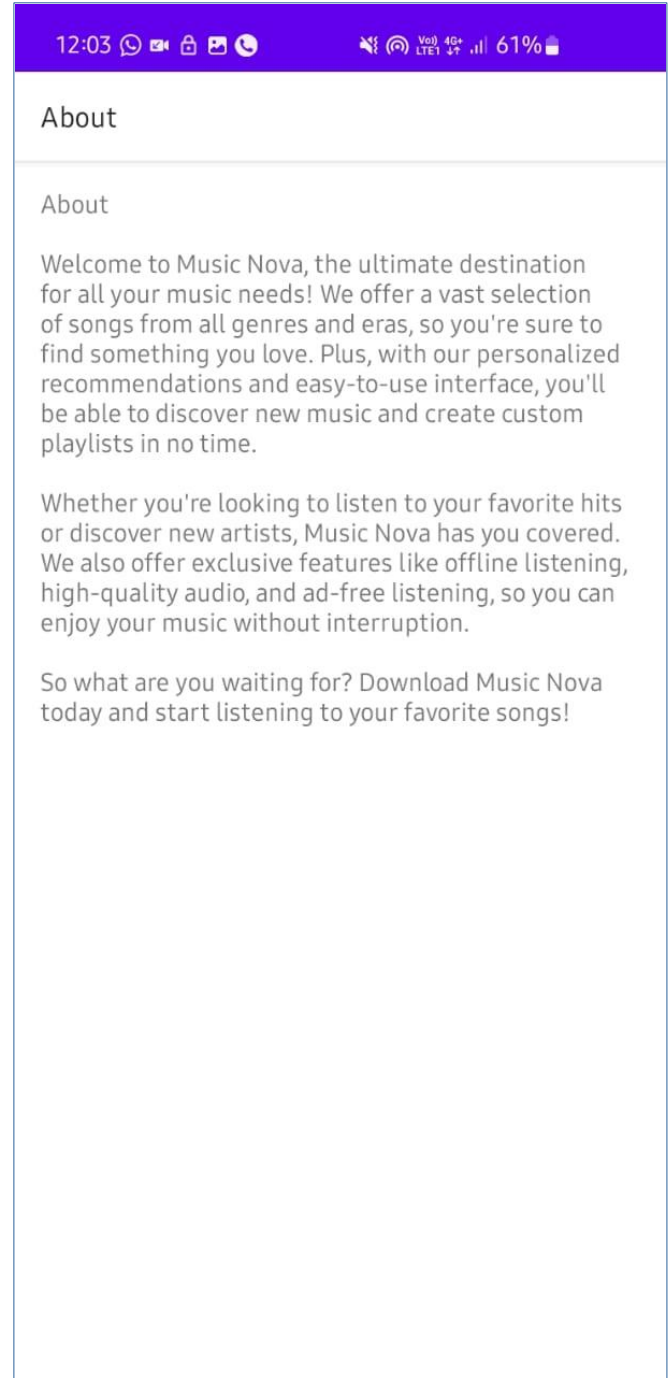 12:03 61%
Vo)) 4G+
LTE1
About
About
Welcome to Music Nova, the ultimate destination
for all your music needs! We offer a vast selection
of songs from all genres and eras, so you're sure to
find something you love. Plus, with our personalized
recommendations and easy-to-use interface, you'll
be able to discover new music and create custom
playlists in no time.
Whether you're looking to listen to your favorite hits
or discover new artists, Music Nova has you covered.
We also offer exclusive features like offline listening,
high-quality audio, and ad-free listening, so you can
enjoy your music without interruption.
So what are you waiting for? Download Music Nova
today and start listening to your favorite songs!